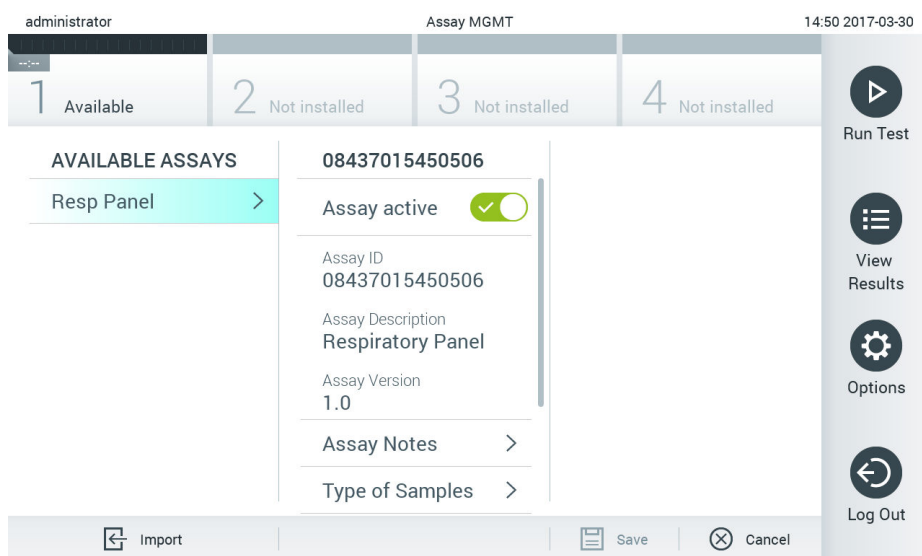 administrator
Assay MGMT
14:50 2017-03-30
--:--
1 Available
2 Not installed
3 Not installed
4 Not installed
Run Test
View
Results
Options
Log Out
AVAILABLE ASSAYS
Resp Panel
08437015450506
Assay active
Assay ID
08437015450506
Assay Description
Respiratory Panel
Assay Version
1.0
Assay Notes
Type of Samples
Import
Save
Cancel